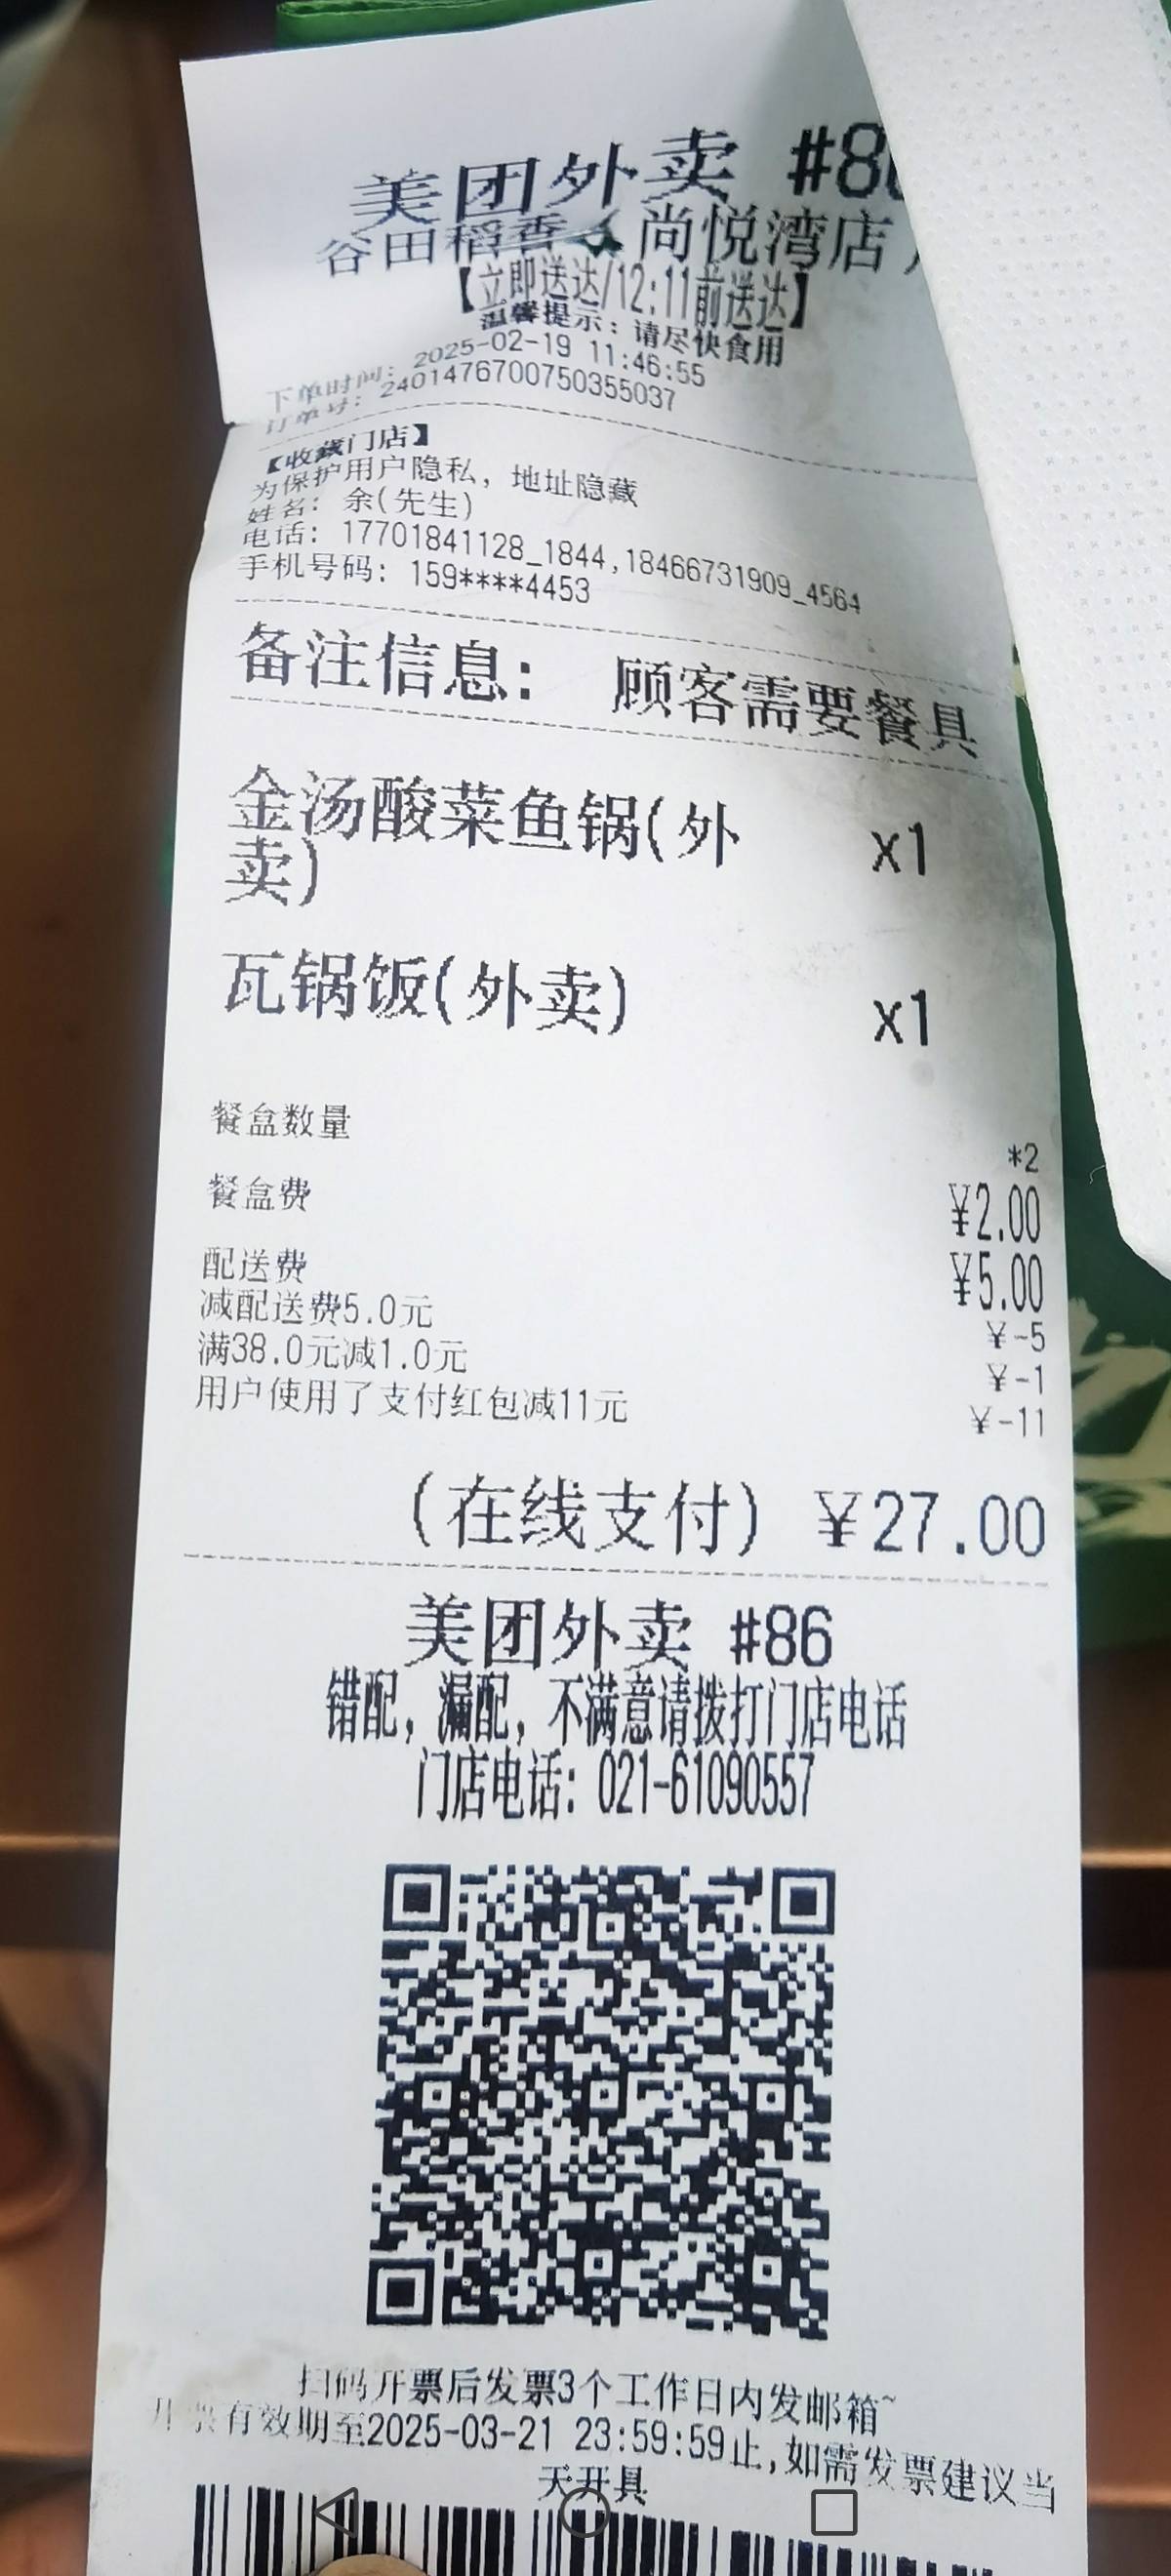 美团外卖 #86
谷田稻香 尚悦湾店
【立即送达/12:11前送达】
温馨提示：请尽快食用
下单时间：2025-02-19 11:46:55
订单号：2401476700750355037
【收藏门店】
为保护用户隐私，地址隐藏
姓名：余(先生)
电话：17701841128_1844,18466731909_4564
手机号码：159****4453
备注信息： 顾客需要餐具
金汤酸菜鱼锅(外 x1
卖)
瓦锅饭(外卖) x1
餐盒数量 *2
餐盒费 ¥2.00
配送费 ¥5.00
减配送费5.0元 ¥-5
满38.0元减1.0元 ¥-1
用户使用了支付红包减11元 ¥-11
(在线支付) ¥27.00
美团外卖 #86
错配，漏配，不满意请拨打门店电话
门店电话：021-61090557
扫码开票后发票3个工作日内发邮箱~
开票有效期至2025-03-21 23:59:59止,如需发票建议当
天开具